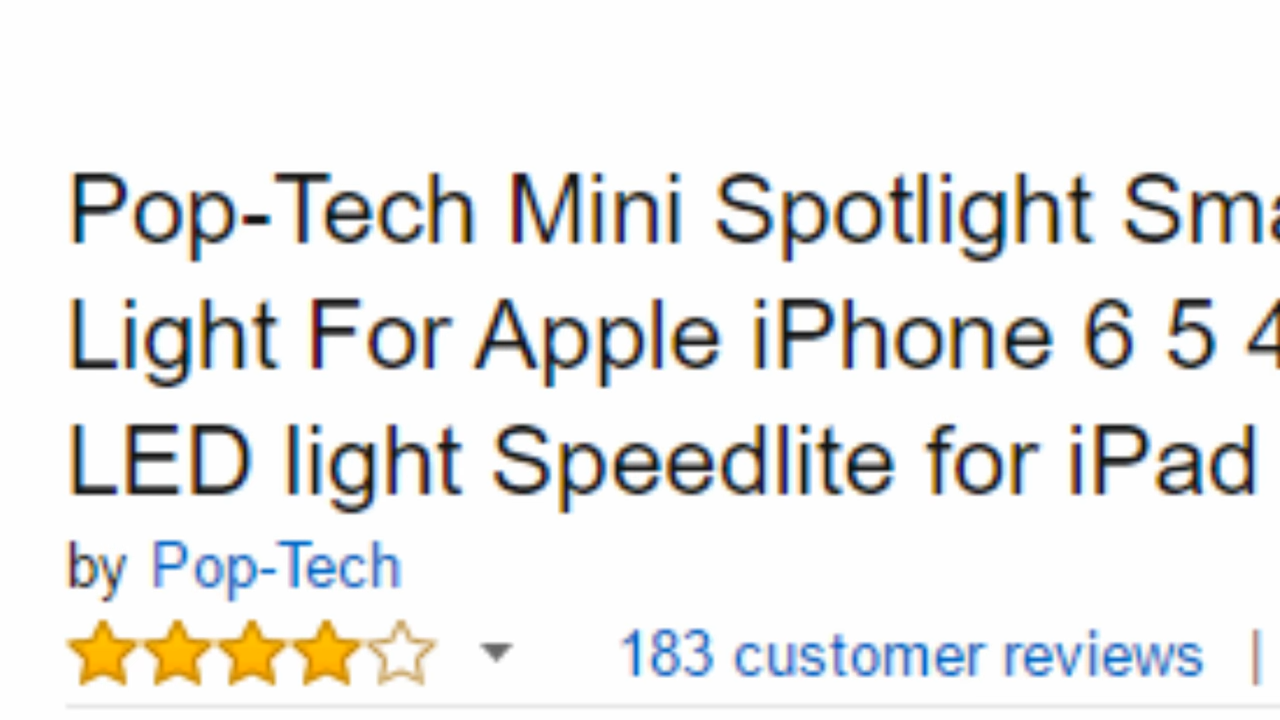 Pop-Tech Mini Spotlight
Light For Apple iPhone 6 5
LED light Speedlite for iPad
by Pop-Tech
183 customer reviews |